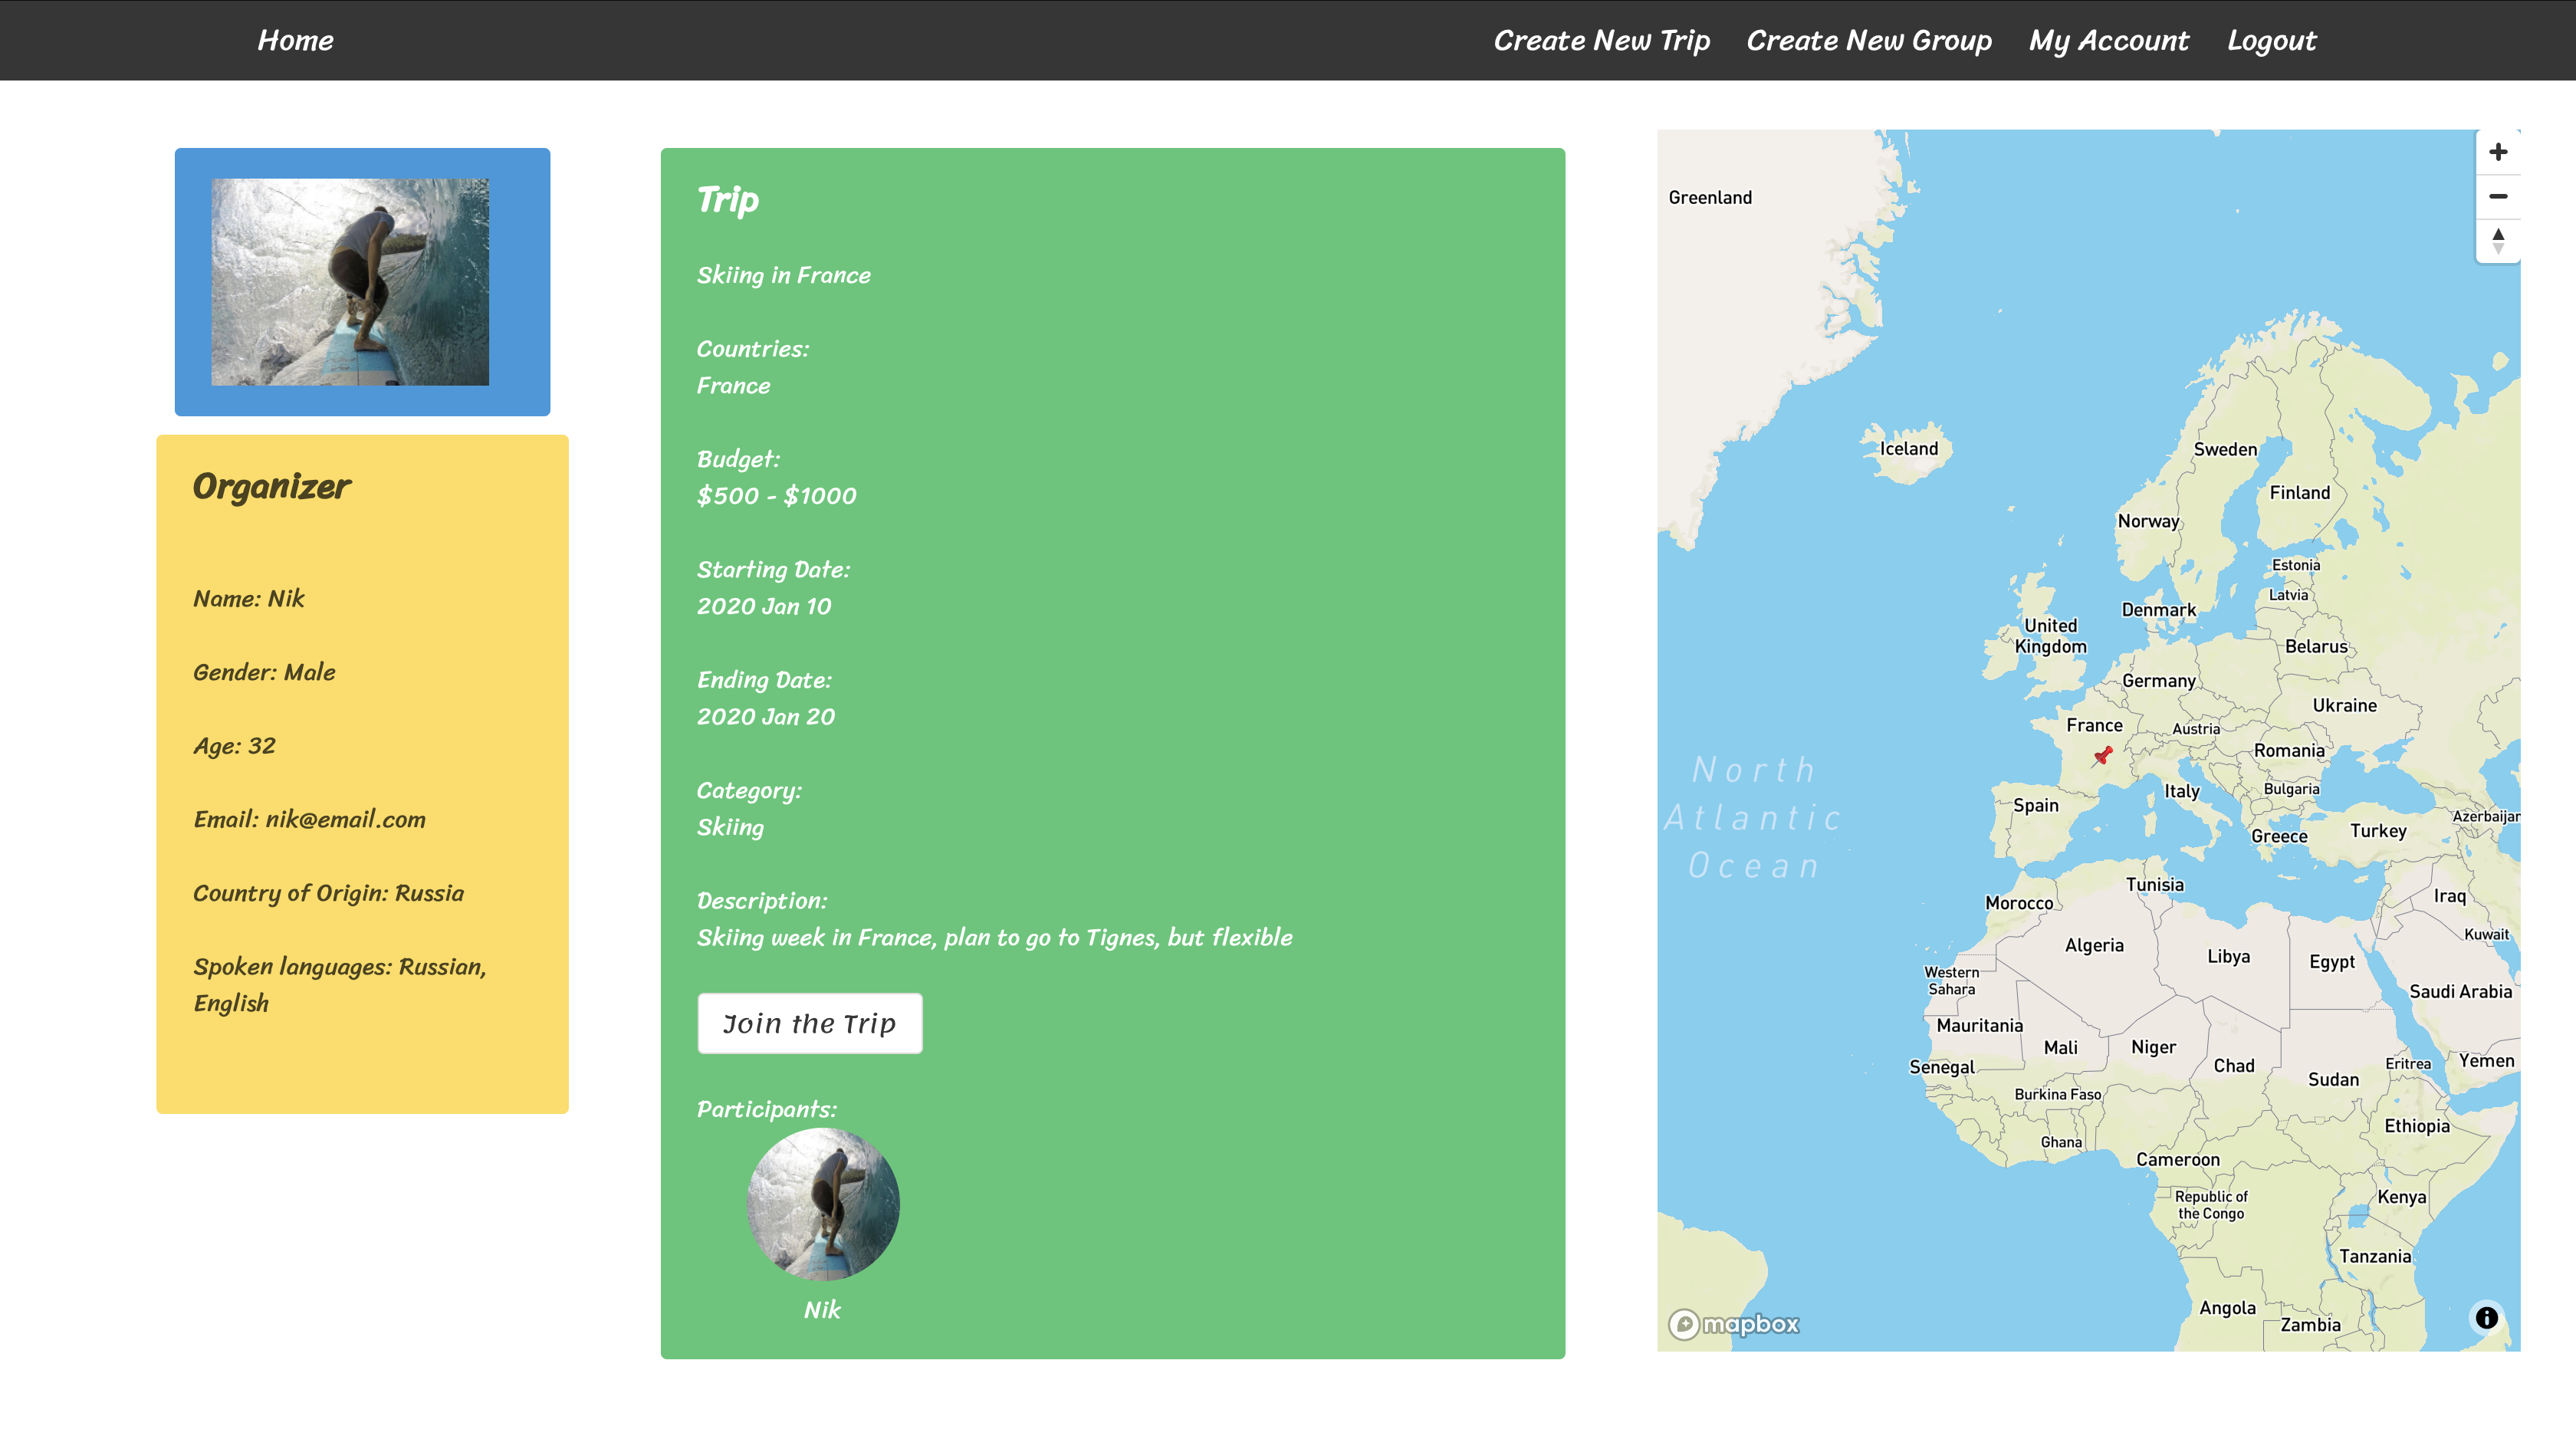 Home
Create New Trip
Create New Group
My Account
Logout
Organizer
Name: Nik
Gender: Male
Age: 32
Email: nik@email.com
Country of Origin: Russia
Spoken languages: Russian,
English
Trip
Skiing in France
Countries:
France
Budget:
$500 - $1000
Starting Date:
2020 Jan 10
Ending Date:
2020 Jan 20
Category:
Skiing
Description:
Skiing week in France, plan to go to Tignes, but flexible
Join the Trip
Participants:
Nik
Greenland
Iceland
Sweden
Finland
Norway
Estonia
Latvia
Denmark
United
Kingdom
Belarus
Germany
Ukraine
France
Austria
Romania
North
Atlantic
Ocean
Italy
Bulgaria
Spain
Azerbaijan
Turkey
Greece
Tunisia
Iraq
Morocco
Kuwait
Algeria
Libya
Egypt
Western
Sahara
Saudi Arabia
Mauritania
Mali
Niger
Chad
Eritrea
Yemen
Senegal
Sudan
Burkina Faso
Ethiopia
Ghana
Cameroon
Republic of
the Congo
Kenya
Tanzania
Angola
Zambia
mapbox